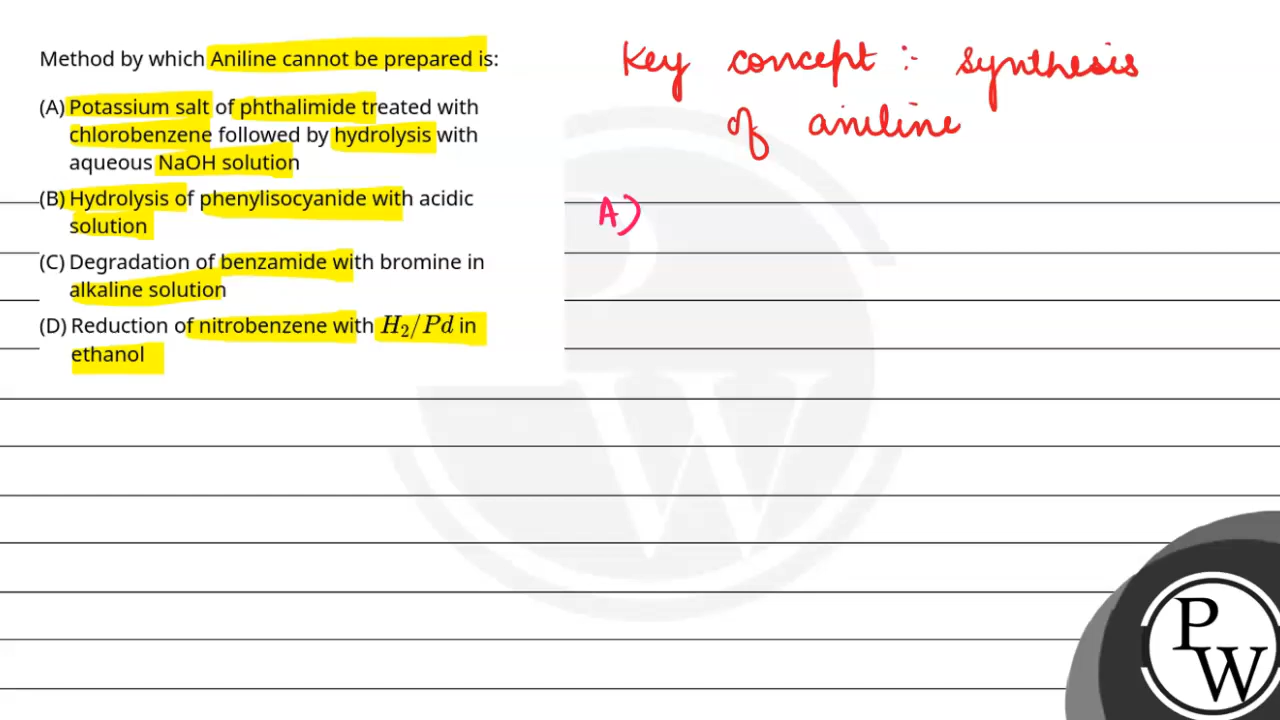 Method by which Aniline cannot be prepared is:
(A) Potassium salt of phthalimide treated with
chlorobenzene followed by hydrolysis with
aqueous NaOH solution
(B) Hydrolysis of phenylisocyanide with acidic
solution
(C) Degradation of benzamide with bromine in
alkaline solution
(D) Reduction of nitrobenzene with H₂/Pd in
ethanol
Key concept :- Synthesis
of aniline
A)
PW